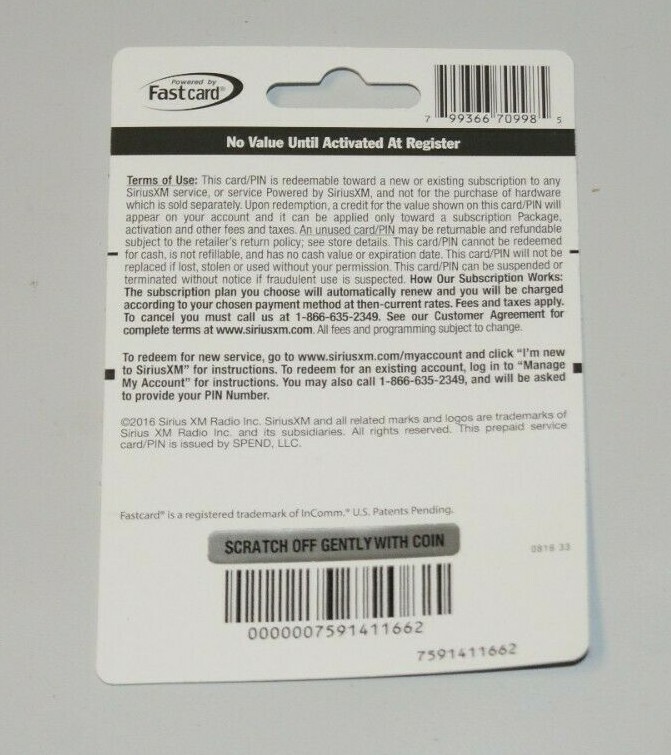 Powered by
Fastcard®
7 99366 70998 5
No Value Until Activated At Register
Terms of Use: This card/PIN is redeemable toward a new or existing subscription to any
SiriusXM service, or service Powered by SiriusXM, and not for the purchase of hardware
which is sold separately. Upon redemption, a credit for the value shown on this card/PIN will
appear on your account and it can be applied only toward a subscription Package,
activation and other fees and taxes. An unused card/PIN may be returnable and refundable
subject to the retailer's return policy; see store details. This card/PIN cannot be redeemed
for cash, is not refillable, and has no cash value or expiration date. This card/PIN will not be
replaced if lost, stolen or used without your permission. This card/PIN can be suspended or
terminated without notice if fraudulent use is suspected. How Our Subscription Works:
The subscription plan you choose will automatically renew and you will be charged
according to your chosen payment method at then-current rates. Fees and taxes apply.
To cancel you must call us at 1-866-635-2349. See our Customer Agreement for
complete terms at www.siriusxm.com. All fees and programming subject to change.
To redeem for new service, go to www.siriusxm.com/myaccount and click “I'm new
to SiriusXM” for instructions. To redeem for an existing account, log in to “Manage
My Account” for instructions. You may also call 1-866-635-2349, and will be asked
to provide your PIN Number.
©2016 Sirius XM Radio Inc. SiriusXM and all related marks and logos are trademarks of
Sirius XM Radio Inc. and its subsidiaries. All rights reserved. This prepaid service
card/PIN is issued by SPEND, LLC.
Fastcard® is a registered trademark of InComm.® U.S. Patents Pending.
SCRATCH OFF GENTLY WITH COIN
0816 33
0000007591411662
7591411662